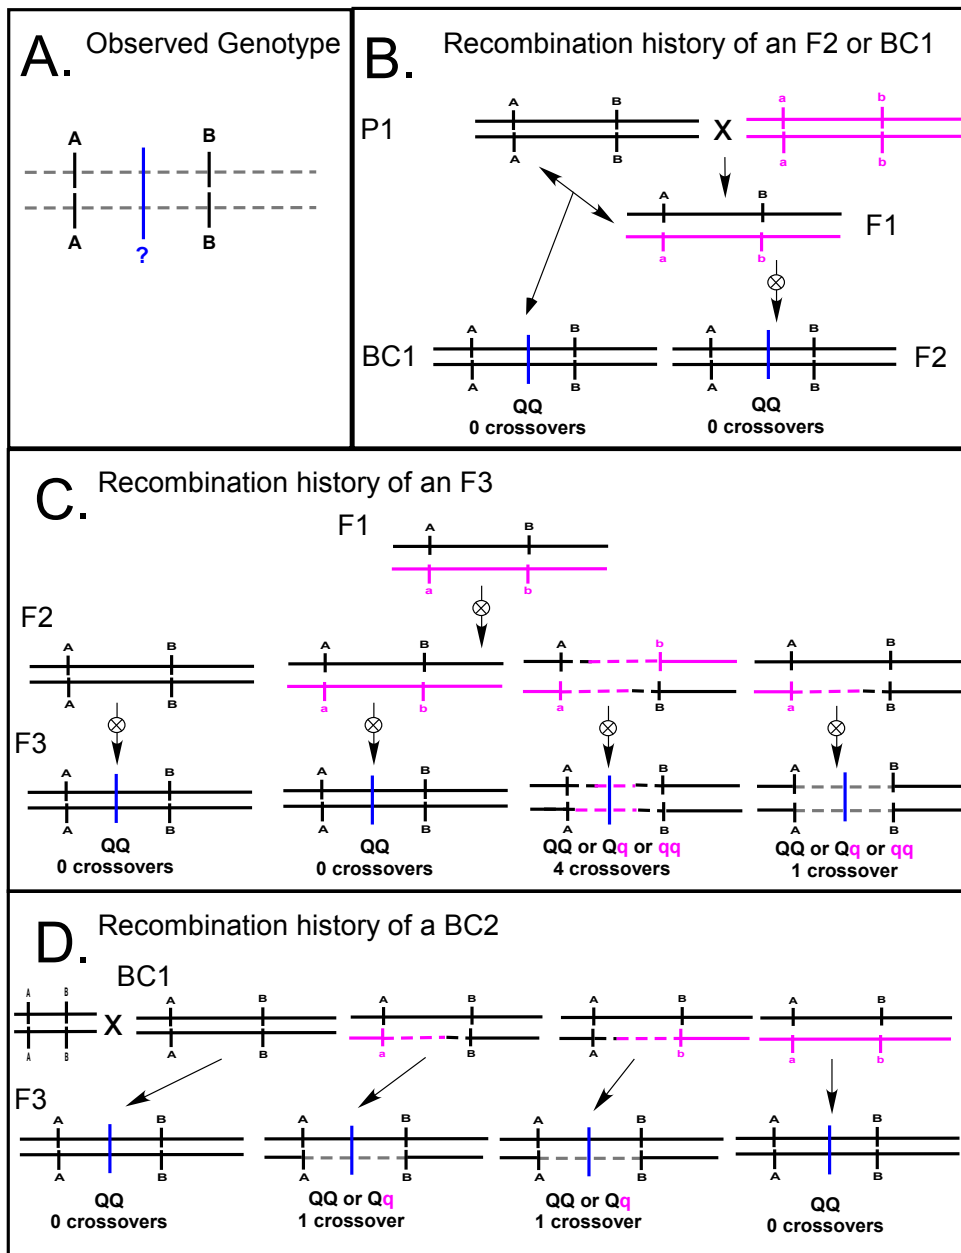 A. Observed Genotype
A B
A B
?
B. Recombination history of an F2 or BC1
A B a b
P1 X
A B a b
A B
F1
a b
A B A B
BC1 F2
A B A B
QQ QQ
0 crossovers 0 crossovers
C. Recombination history of an F3
F1
A B
a b
F2
A B A B A b A B
A B a b a B a B
F3
A B A B A B A B
A B A B A B A B
QQ QQ QQ or Qq or qq QQ or Qq or qq
0 crossovers 0 crossovers 4 crossovers 1 crossover
D. Recombination history of a BC2
BC1
A B A B A B A B A B
X
A B A B a B A b a b
F3
A B A B A B A B
A B A B A B A B
QQ QQ or Qq QQ or Qq QQ
0 crossovers 1 crossover 1 crossover 0 crossovers